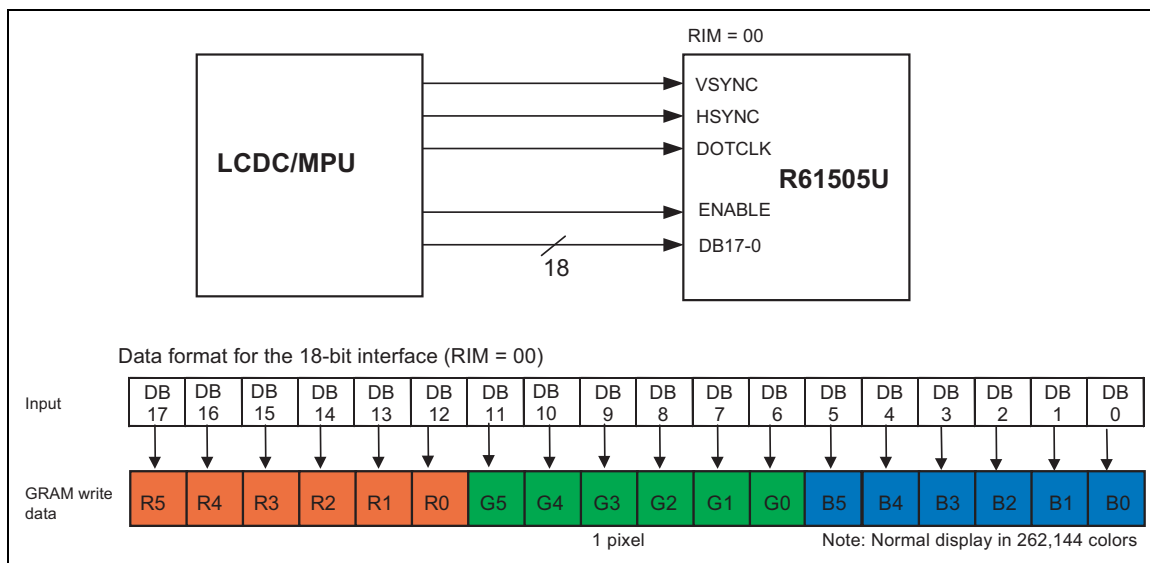 RIM = 00
LCDC/MPU
VSYNC
HSYNC
DOTCLK
R61505U
ENABLE
DB17-0
18
Data format for the 18-bit interface (RIM = 00)
Input
DB 17 DB 16 DB 15 DB 14 DB 13 DB 12 DB 11 DB 10 DB 9 DB 8 DB 7 DB 6 DB 5 DB 4 DB 3 DB 2 DB 1 DB 0
GRAM write
data
R5 R4 R3 R2 R1 R0 G5 G4 G3 G2 G1 G0 B5 B4 B3 B2 B1 B0
1 pixel
Note: Normal display in 262,144 colors